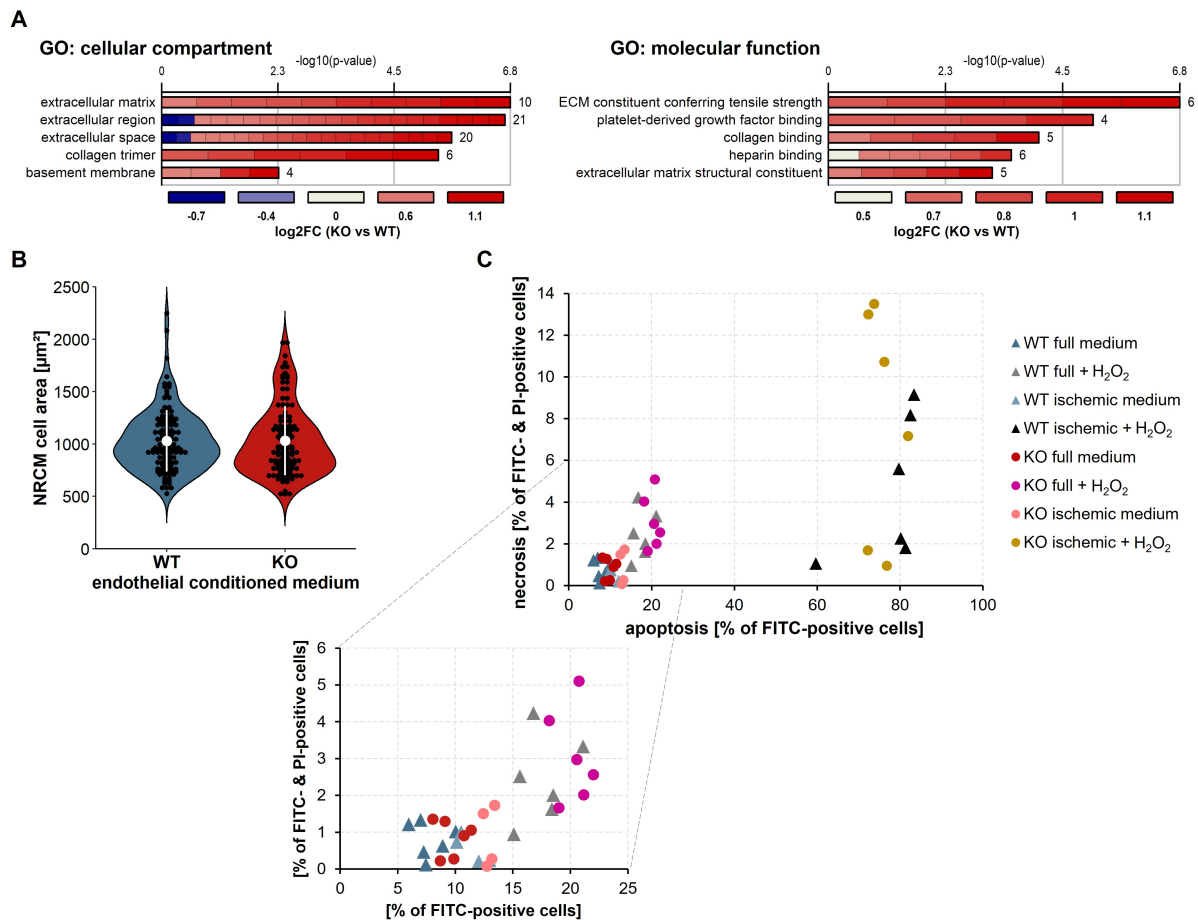 A
GO: cellular compartment
-log10(p-value)
0 2.3 4.5 6.8
extracellular matrix 10
extracellular region 21
extracellular space 20
collagen trimer 6
basement membrane 4
-0.7 -0.4 0 0.6 1.1
log2FC (KO vs WT)
GO: molecular function
-log10(p-value)
0 2.3 4.5 6.8
ECM constituent conferring tensile strength 6
platelet-derived growth factor binding 4
collagen binding 5
heparin binding 6
extracellular matrix structural constituent 5
0.5 0.7 0.8 1 1.1
log2FC (KO vs WT)
B
NRCM cell area [µm²]
2500
2000
1500
1000
500
0
WT KO
endothelial conditioned medium
C
necrosis [% of FITC- & PI-positive cells]
14
12
10
8
6
4
2
0
0 20 40 60 80 100
apoptosis [% of FITC-positive cells]
WT full medium
WT full + H₂O₂
WT ischemic medium
WT ischemic + H₂O₂
KO full medium
KO full + H₂O₂
KO ischemic medium
KO ischemic + H₂O₂
[% of FITC- & PI-positive cells]
6
5
4
3
2
1
0
0 5 10 15 20 25
[% of FITC-positive cells]